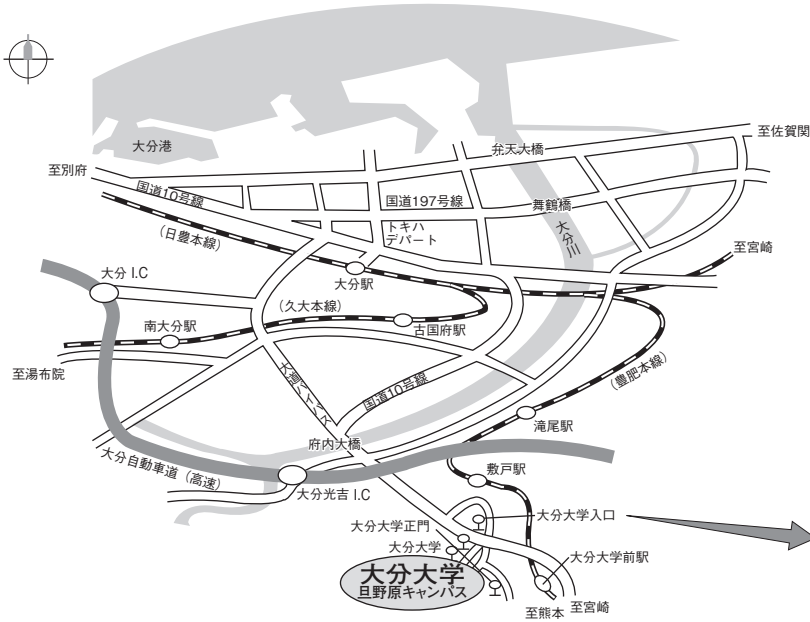 大分港
至別府
国道10号線
(日豊本線)
弁天大橋
至佐賀関
国道197号線
舞鶴橋
トキハ
デパート
大分川
至宮崎
大分 I.C
大分駅
(久大本線)
南大分駅
古国府駅
至湯布院
大道バイパス
国道10号線
(豊肥本線)
滝尾駅
府内大橋
大分自動車道(高速)
敷戸駅
大分光吉 I.C
大分大学入口
大分大学正門
大分大学
大分大学前駅
大分大学
旦野原キャンパス
至熊本
至宮崎